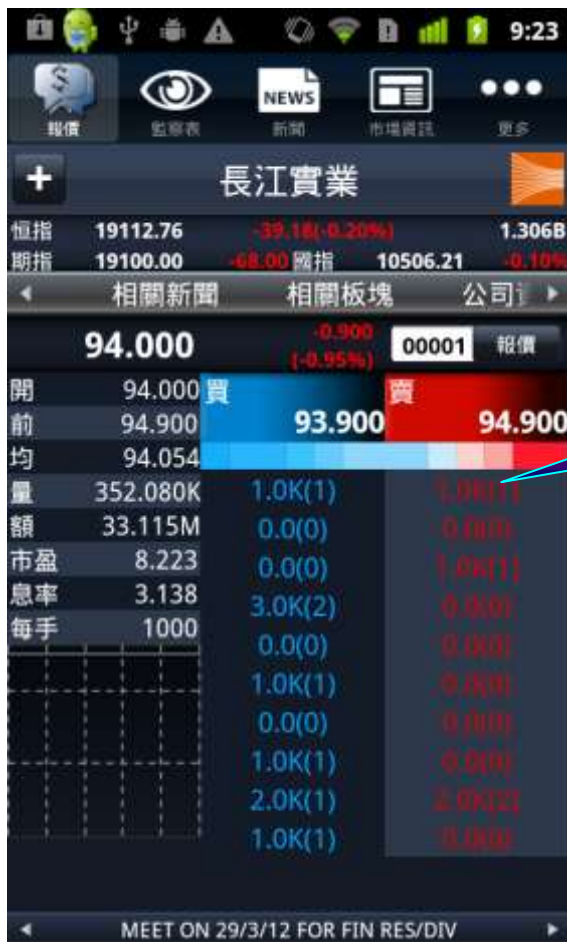 9:23
NEWS
報價 監察表 新聞 市場資訊 更多
+ 長江實業
恒指 19112.76 -39.18(-0.20%) 1.306B
期指 19100.00 -68.00 國指 10506.21 -0.10%
相關新聞 相關板塊 公司
94.000 -0.900 (-0.95%) 00001 報價
開 94.000 買 93.900 賣 94.900
前 94.900
均 94.054
量 352.080K 1.0K(1) 1.0K(1)
額 33.115M 0.0(0) 0.0(0)
市盈 8.223 0.0(0) 1.0K(1)
息率 3.138 3.0K(2) 0.0(0)
每手 1000 0.0(0) 0.0(0)
1.0K(1) 0.0(0)
0.0(0) 0.0(0)
1.0K(1) 0.0(0)
2.0K(1) 2.0K(2)
1.0K(1) 0.0(0)
MEET ON 29/3/12 FOR FIN RES/DIV